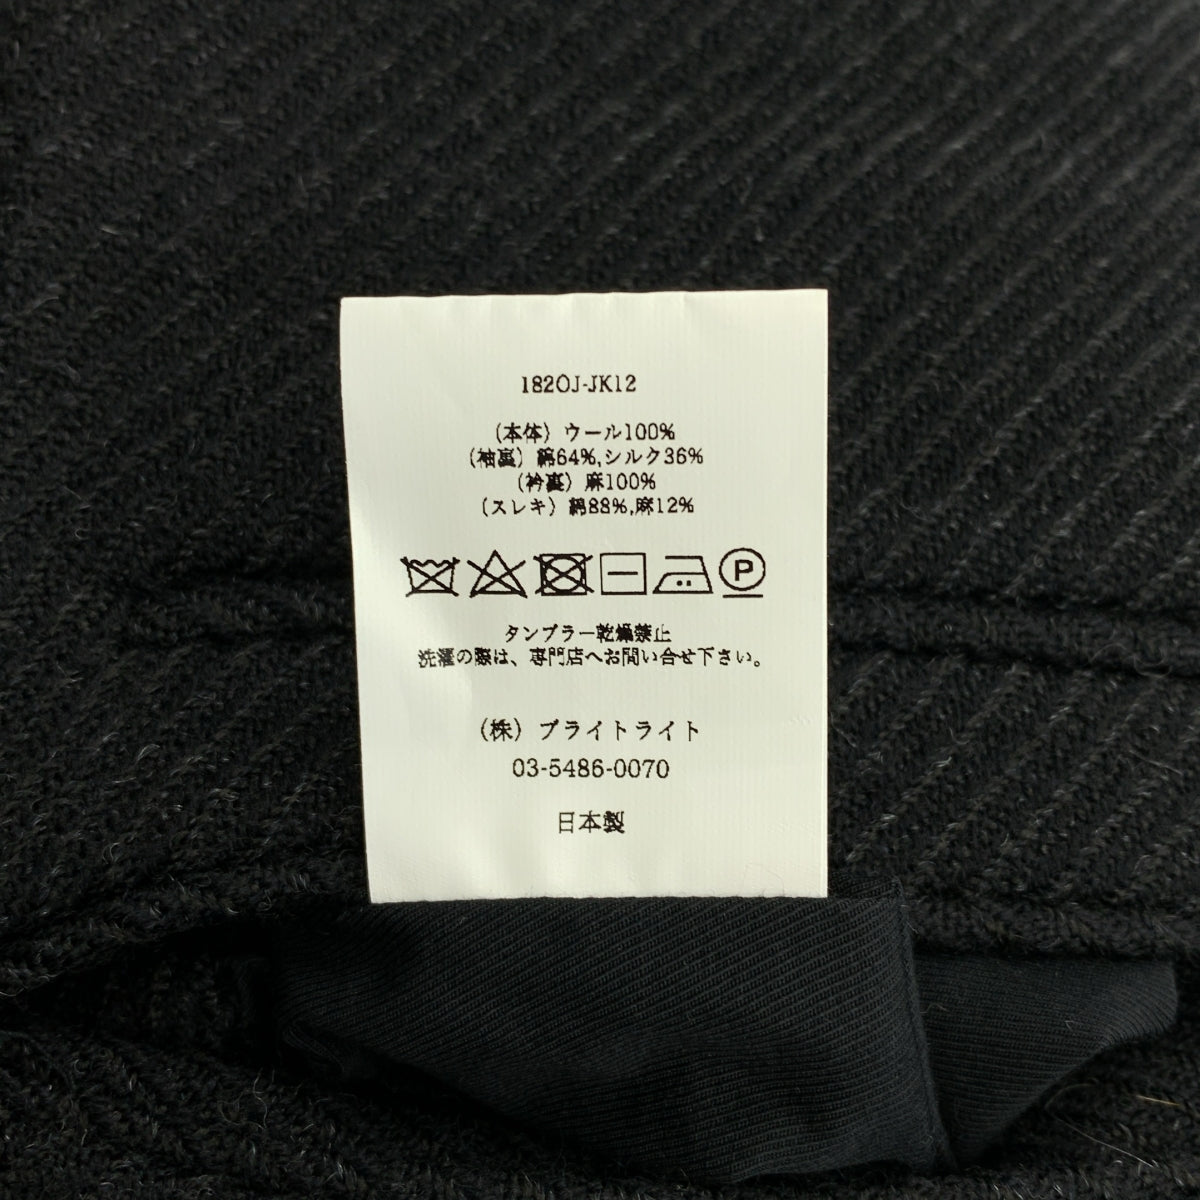 182OJ-JK12
(本体) ウール100%
(袖裏) 綿64%,シルク36%
(衿裏) 麻100%
(スレキ) 綿88%,麻12%
P
タンブラー乾燥禁止
洗濯の際は、専門店へお問い合せ下さい。
(株) ブライトライト
03-5486-0070
日本製